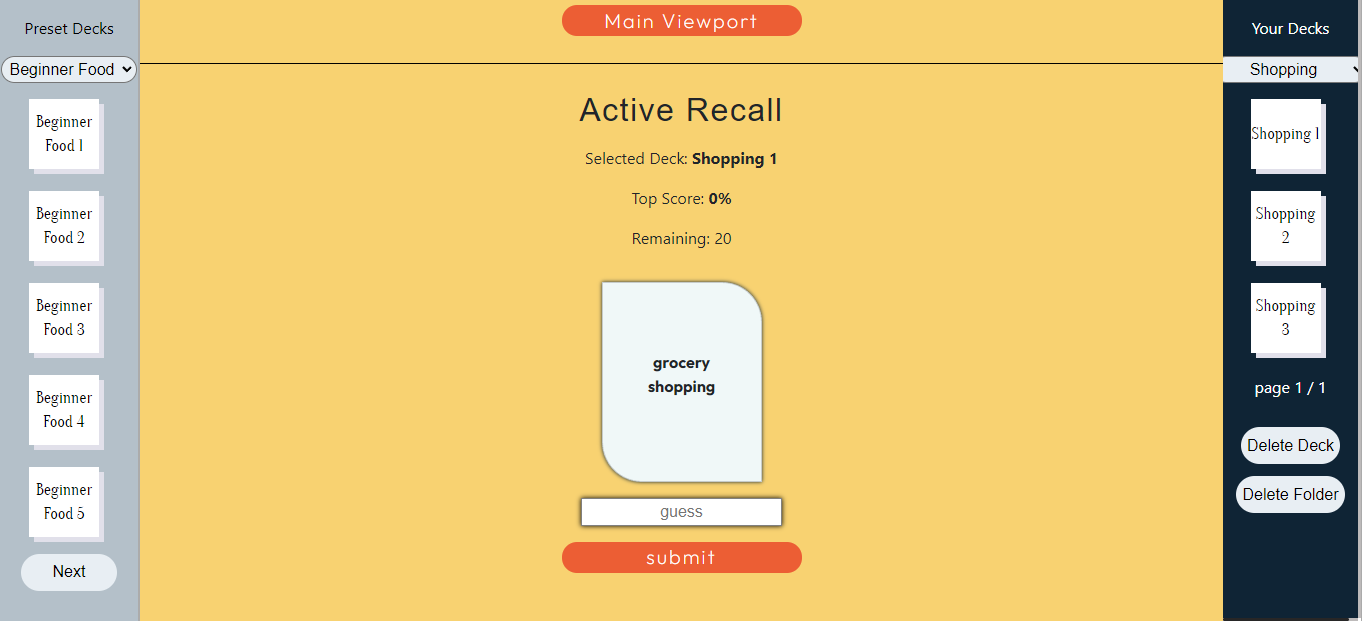 Preset Decks
Beginner Food
Beginner
Food 1
Beginner
Food 2
Beginner
Food 3
Beginner
Food 4
Beginner
Food 5
Next
Main Viewport
Active Recall
Selected Deck: Shopping 1
Top Score: 0%
Remaining: 20
grocery
shopping
guess
submit
Your Decks
Shopping
Shopping 1
Shopping
2
Shopping
3
page 1 / 1
Delete Deck
Delete Folder